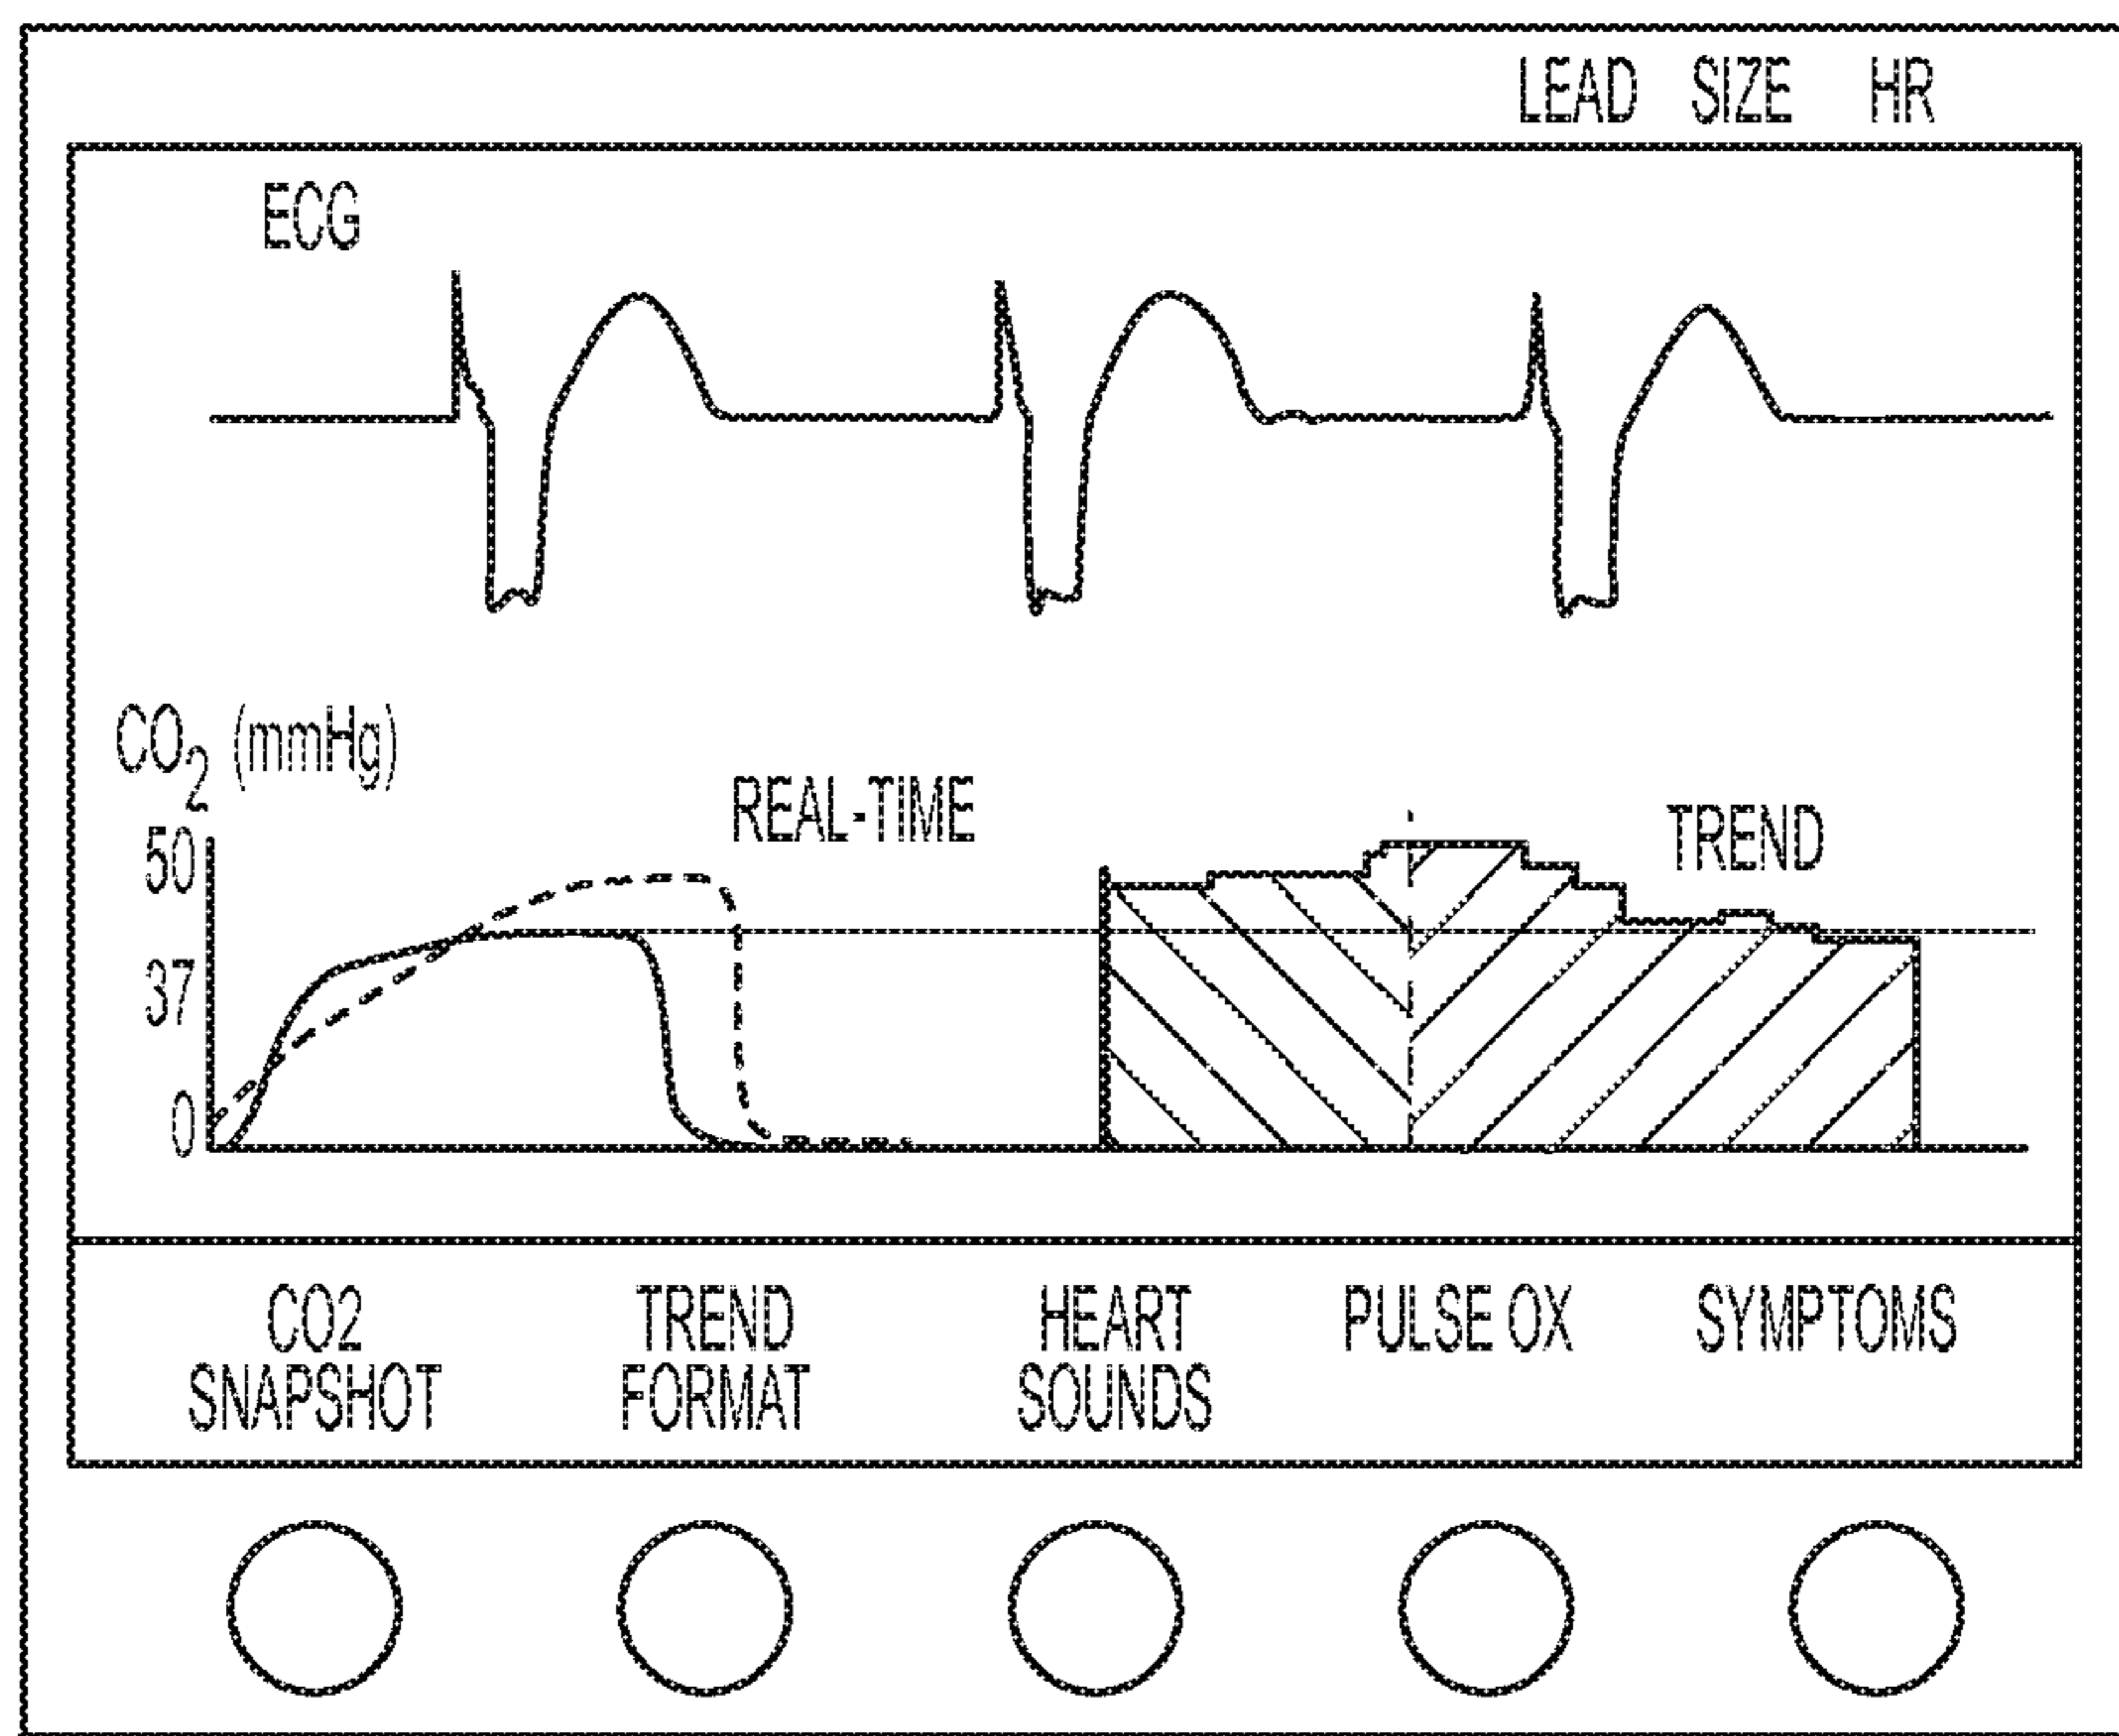 LEAD SIZE HR
ECG
CO2 (mmHg)
REAL-TIME
TREND
50
37
0
CO2 SNAPSHOT
TREND FORMAT
HEART SOUNDS
PULSE OX
SYMPTOMS